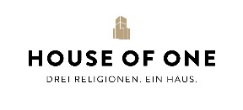 HOUSE OF ONE
DREI RELIGIONEN. EIN HAUS.